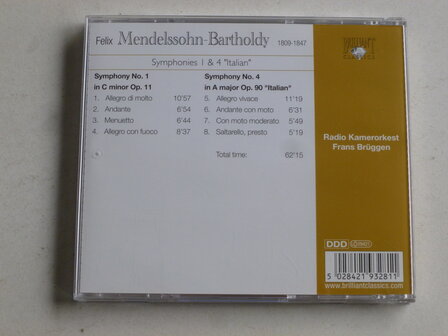 Felix Mendelssohn-Bartholdy 1809-1847
BRILLIANT
CLASSICS
Symphonies 1 & 4 "Italian"
Symphony No. 1
in C minor Op. 11
1. Allegro di molto 10'57
2. Andante 6'54
3. Menuetto 6'44
4. Allegro con fuoco 8'37
Symphony No. 4
in A major Op. 90 "Italian"
5. Allegro vivace 11'19
6. Andante con moto 6'31
7. Con moto moderato 5'49
8. Saltarello, presto 5'19
Total time: 62'15
Radio Kamerorkest
Frans Brüggen
DDD
5 028421 932811
www.brilliantclassics.com